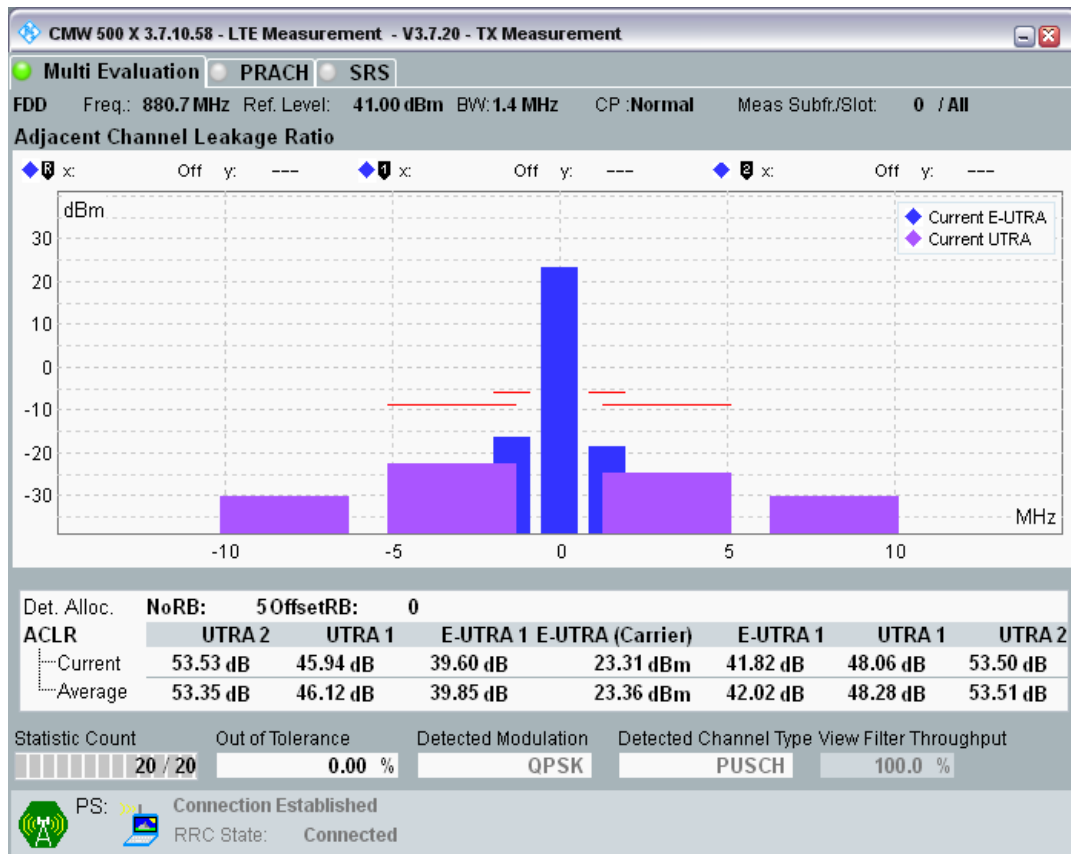 CMW 500 X 3.7.10.58 - LTE Measurement - V3.7.20 - TX Measurement
Multi Evaluation PRACH SRS
FDD Freq.: 880.7 MHz Ref. Level: 41.00 dBm BW: 1.4 MHz CP :Normal Meas Subfr./Slot: 0 / All
Adjacent Channel Leakage Ratio
R x: Off y: --- 1 x: Off y: --- 2 x: Off y: ---
dBm
Current E-UTRA
Current UTRA
30
20
10
0
-10
-20
-30
MHz
-10 -5 0 5 10
Det. Alloc. NoRB: 5 OffsetRB: 0
ACLR UTRA 2 UTRA 1 E-UTRA 1 E-UTRA (Carrier) E-UTRA 1 UTRA 1 UTRA 2
Current 53.53 dB 45.94 dB 39.60 dB 23.31 dBm 41.82 dB 48.06 dB 53.50 dB
Average 53.35 dB 46.12 dB 39.85 dB 23.36 dBm 42.02 dB 48.28 dB 53.51 dB
Statistic Count Out of Tolerance Detected Modulation Detected Channel Type View Filter Throughput
20 / 20 0.00 % QPSK PUSCH 100.0 %
PS: Connection Established
RRC State: Connected